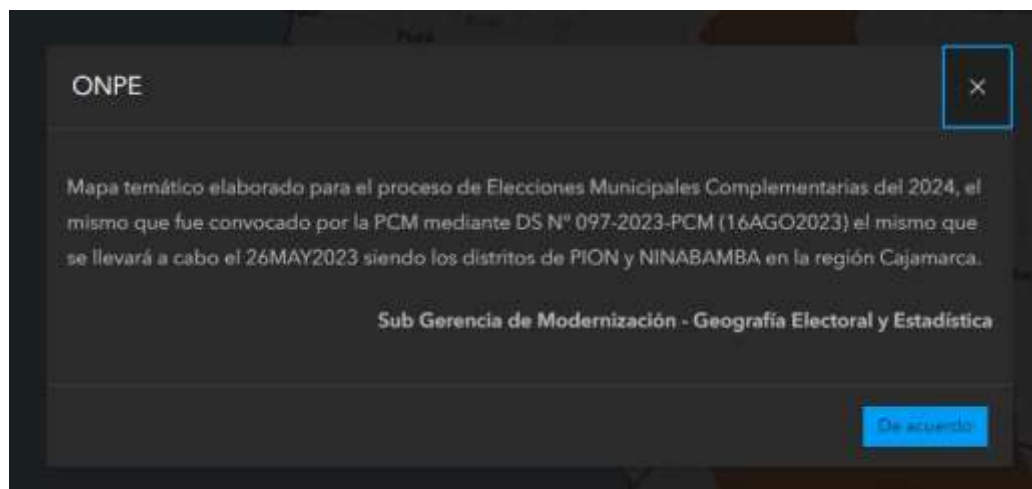 ONPE
Mapa temático elaborado para el proceso de Elecciones Municipales Complementarias del 2024, el
mismo que fue convocado por la PCM mediante DS N° 097-2023-PCM (16AGO2023) el mismo que
se llevará a cabo el 26MAY2023 siendo los distritos de PION y NINABAMBA en la región Cajamarca.
Sub Gerencia de Modernización - Geografía Electoral y Estadística
De acuerdo